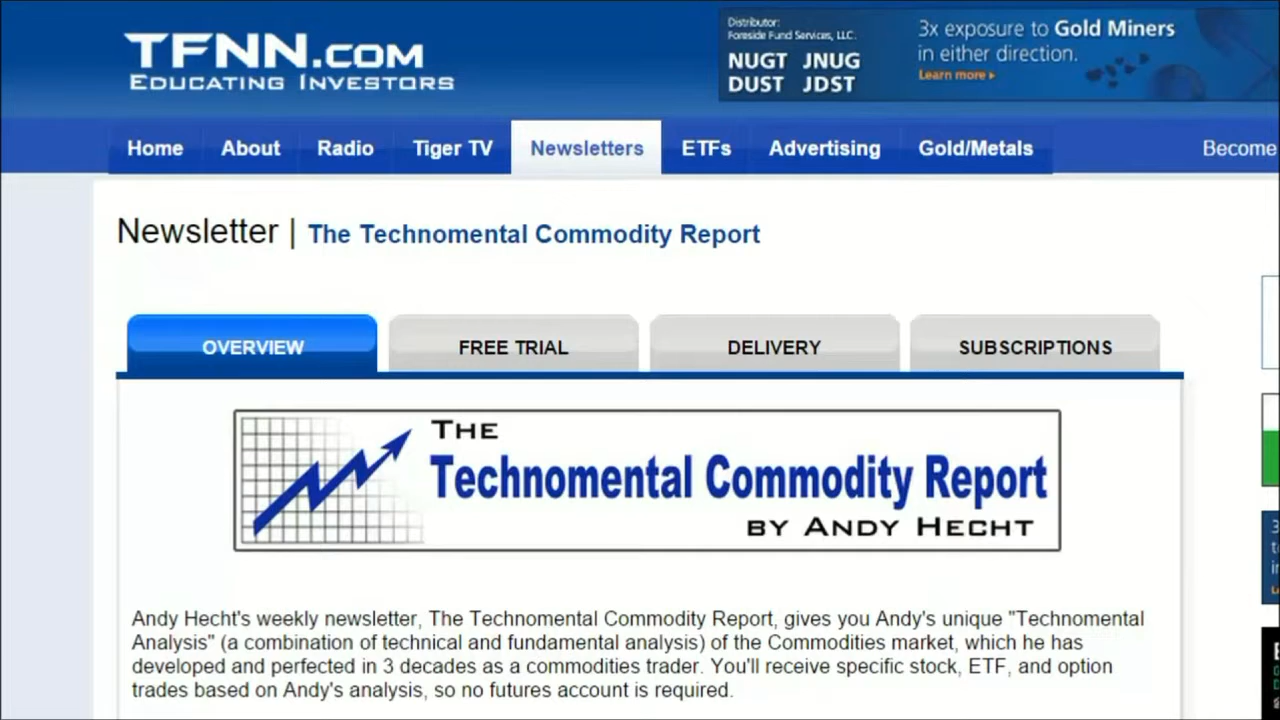 TFNN.COM
EDUCATING INVESTORS
Distributor:
Foreside Fund Services, LLC.
NUGT JNUG
DUST JDST
3x exposure to Gold Miners
in either direction.
Learn more ▸
Home About Radio Tiger TV Newsletters ETFs Advertising Gold/Metals Become
Newsletter | The Technomental Commodity Report
OVERVIEW FREE TRIAL DELIVERY SUBSCRIPTIONS
THE
Technomental Commodity Report
BY ANDY HECHT
Andy Hecht's weekly newsletter, The Technomental Commodity Report, gives you Andy's unique "Technomental
Analysis" (a combination of technical and fundamental analysis) of the Commodities market, which he has
developed and perfected in 3 decades as a commodities trader. You'll receive specific stock, ETF, and option
trades based on Andy's analysis, so no futures account is required.